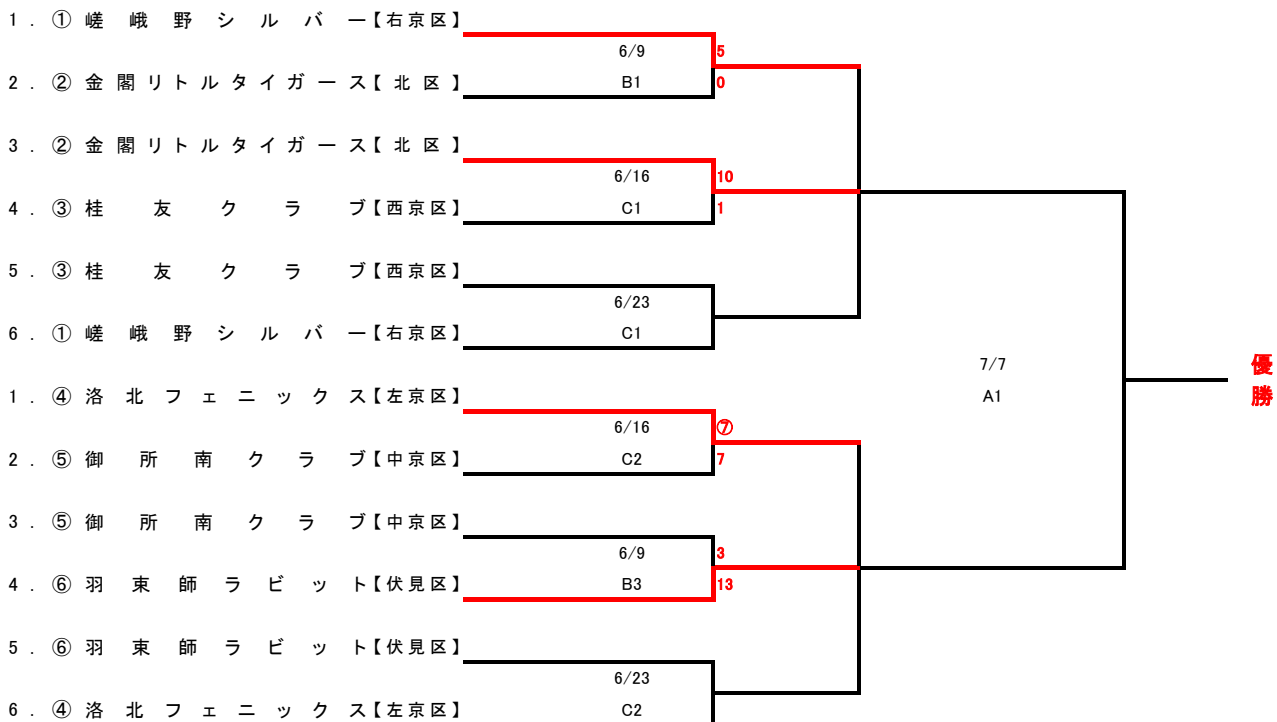 1．① 嵯峨野シルバー【右京区】
6/9 5
2．② 金閣リトルタイガース【北区】 B1 0
3．② 金閣リトルタイガース【北区】
6/16 10
4．③ 桂友クラブ【西京区】 C1 1
5．③ 桂友クラブ【西京区】
6/23
6．① 嵯峨野シルバー【右京区】 C1
7/7 優
1．④ 洛北フェニックス【左京区】 A1 勝
6/16 ⑦
2．⑤ 御所南クラブ【中京区】 C2 7
3．⑤ 御所南クラブ【中京区】
6/9 3
4．⑥ 羽束師ラビット【伏見区】 B3 13
5．⑥ 羽束師ラビット【伏見区】
6/23
6．④ 洛北フェニックス【左京区】 C2